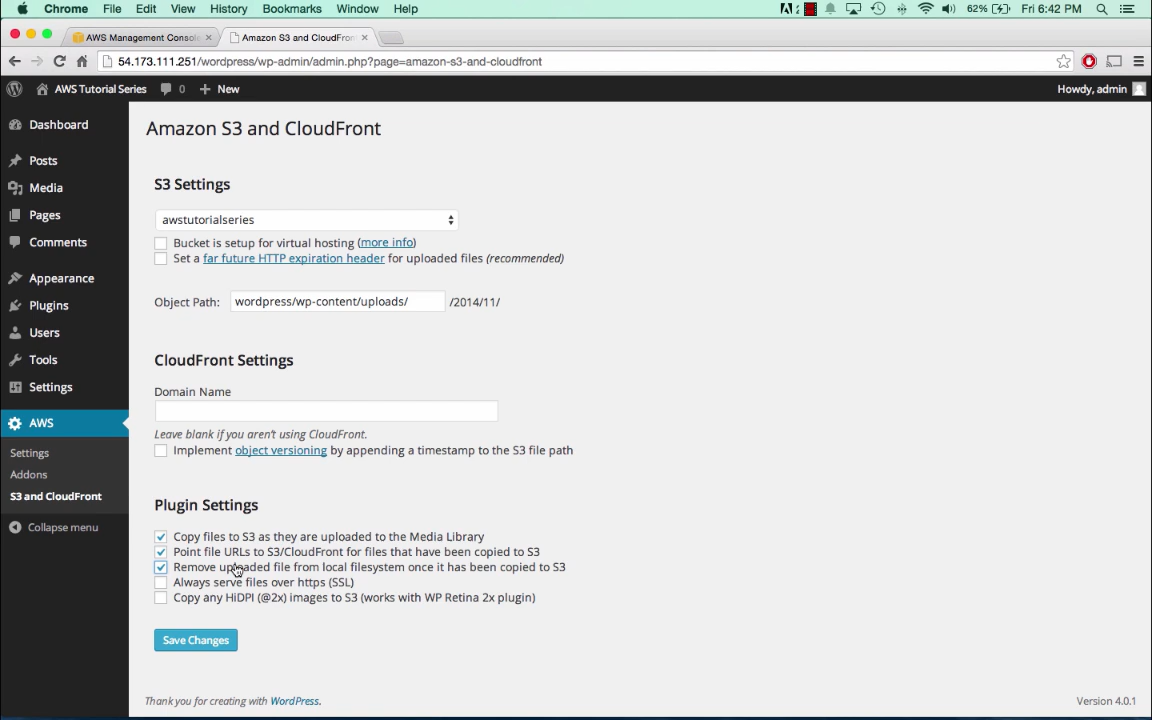 Chrome File Edit View History Bookmarks Window Help 62% Fri 6:42 PM
AWS Management Console Amazon S3 and CloudFron
54.173.111.251/wordpress/wp-admin/admin.php?page=amazon-s3-and-cloudfront
AWS Tutorial Series 0 New Howdy, admin
Dashboard
Posts
Media
Pages
Comments
Appearance
Plugins
Users
Tools
Settings
AWS
Settings
Addons
S3 and CloudFront
Collapse menu
Amazon S3 and CloudFront
S3 Settings
awstutorialseries
Bucket is setup for virtual hosting (more info)
Set a far future HTTP expiration header for uploaded files (recommended)
Object Path: wordpress/wp-content/uploads/ /2014/11/
CloudFront Settings
Domain Name
Leave blank if you aren't using CloudFront.
Implement object versioning by appending a timestamp to the S3 file path
Plugin Settings
Copy files to S3 as they are uploaded to the Media Library
Point file URLs to S3/CloudFront for files that have been copied to S3
Remove uploaded file from local filesystem once it has been copied to S3
Always serve files over https (SSL)
Copy any HiDPI (@2x) images to S3 (works with WP Retina 2x plugin)
Save Changes
Thank you for creating with WordPress. Version 4.0.1